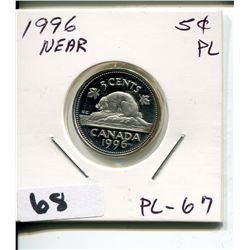 1996 5¢
NEAR PL
5 CENTS
CANADA
1996
68 PL-67